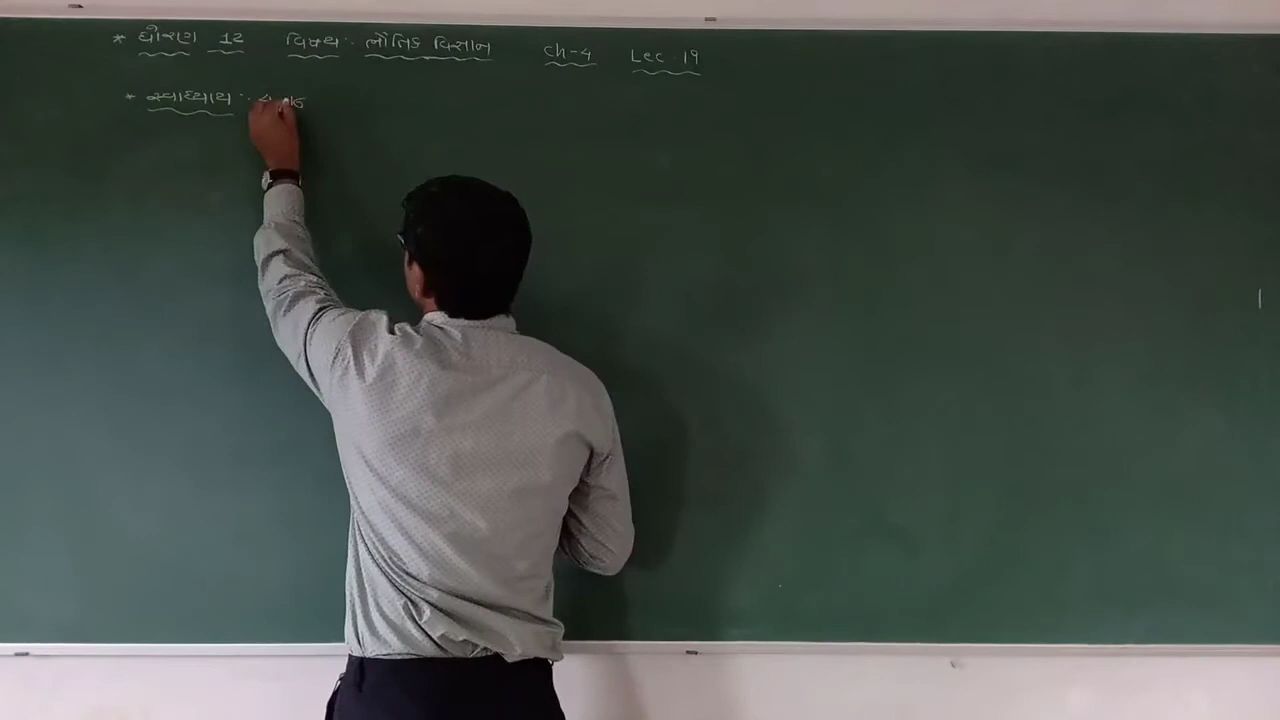 * ધોરણ 12 વિષય :- ભૌતિક વિજ્ઞાન Ch-4 Lec. 19
* સ્વાધ્યાય :-